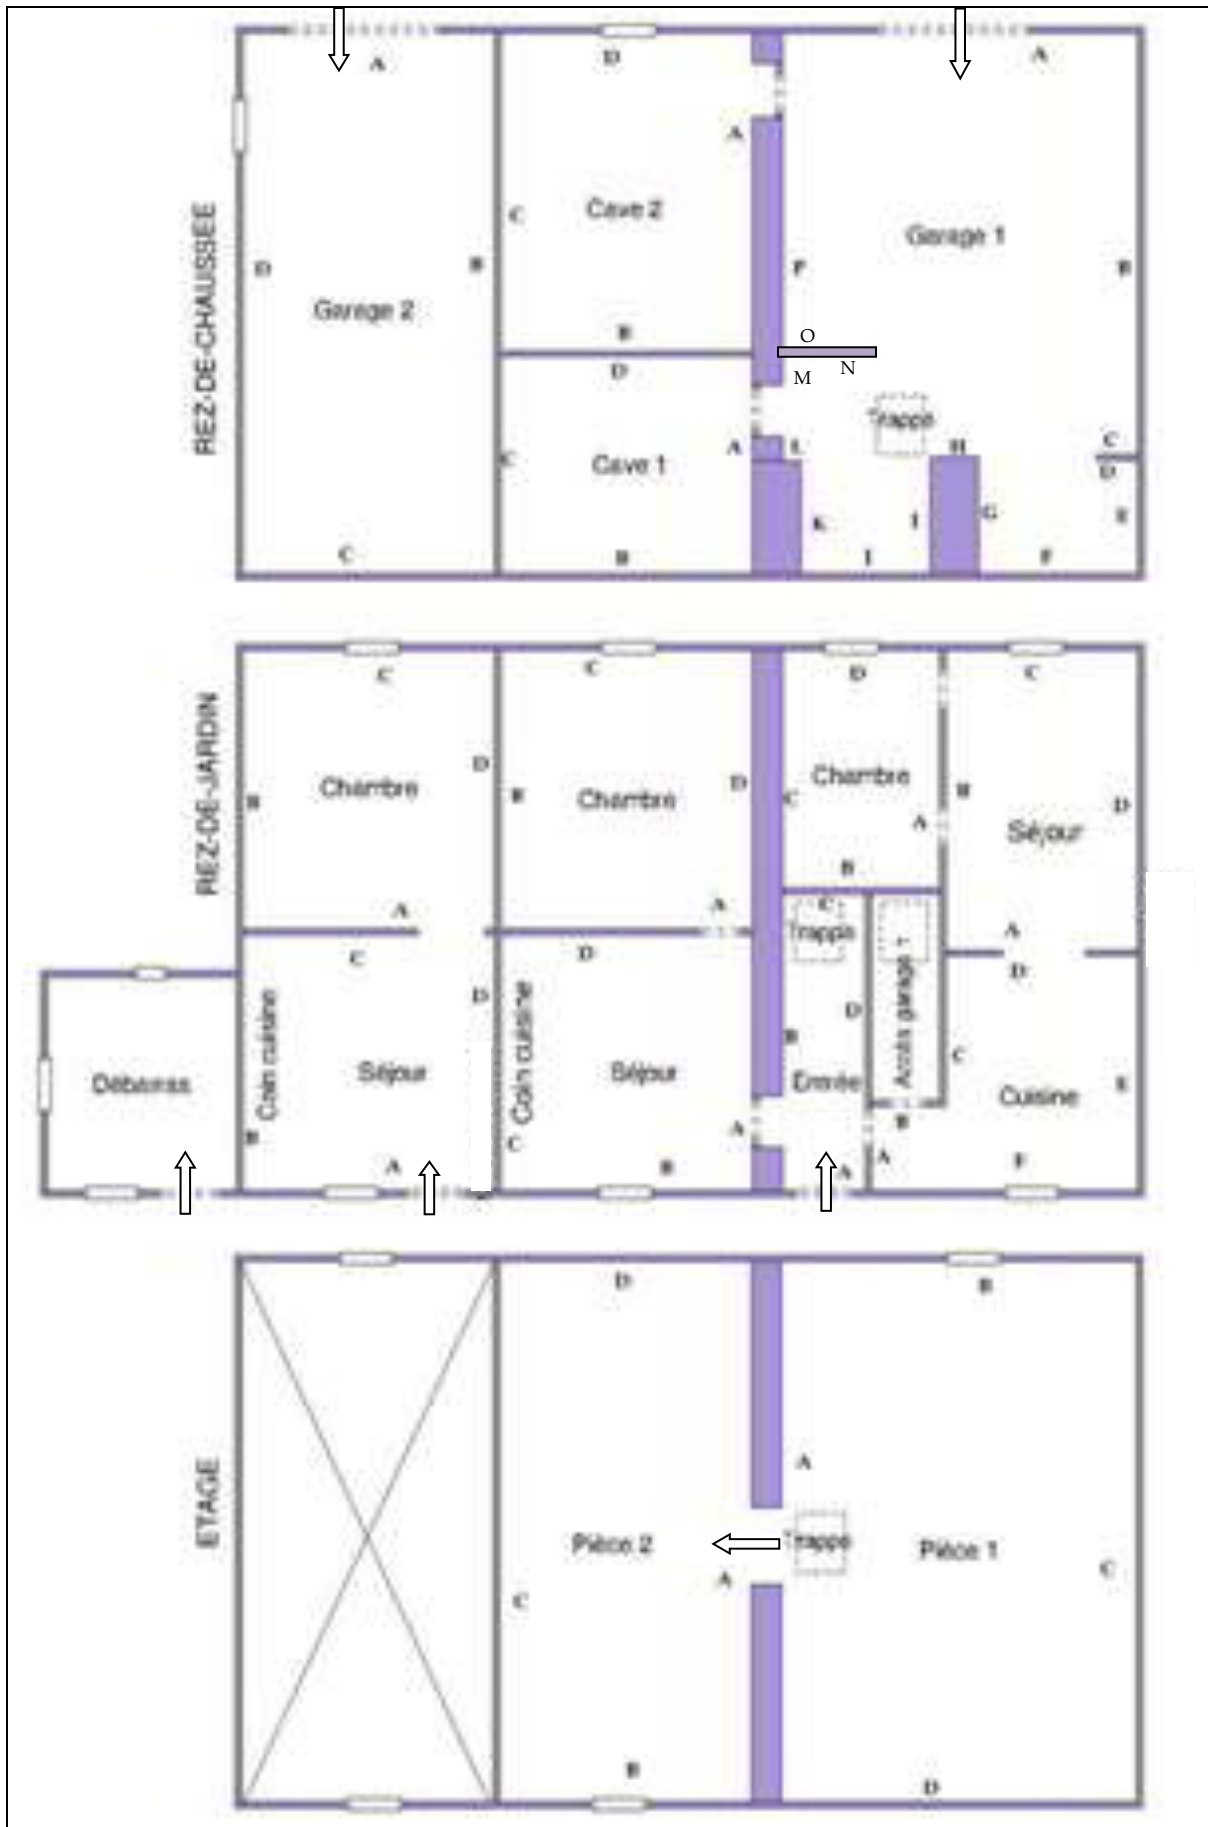 REZ-DE-CHAUSSEE
A
D
A
A
D
C
B
Garage 2
C
Cave 2
B
A
P
Garage 1
B
D
C
Cave 1
B
A
O
M
N
Trappe
L
K
I
I
H
G
F
C
D
E
REZ-DE-JARDIN
C
B
Chambre
D
A
C
B
Chambre
D
A
D
C
Chambre
A
B
C
B
Séjour
D
A
Débarras
B
Coin cuisine
C
Séjour
D
A
Coin cuisine
C
D
Séjour
A
B
C
Trappe
B
D
Entrée
A
Accès garage 1
B
A
D
C
Cuisine
E
F
ETAGE
D
Pièce 2
C
A
B
B
A
Trappe
Pièce 1
C
D